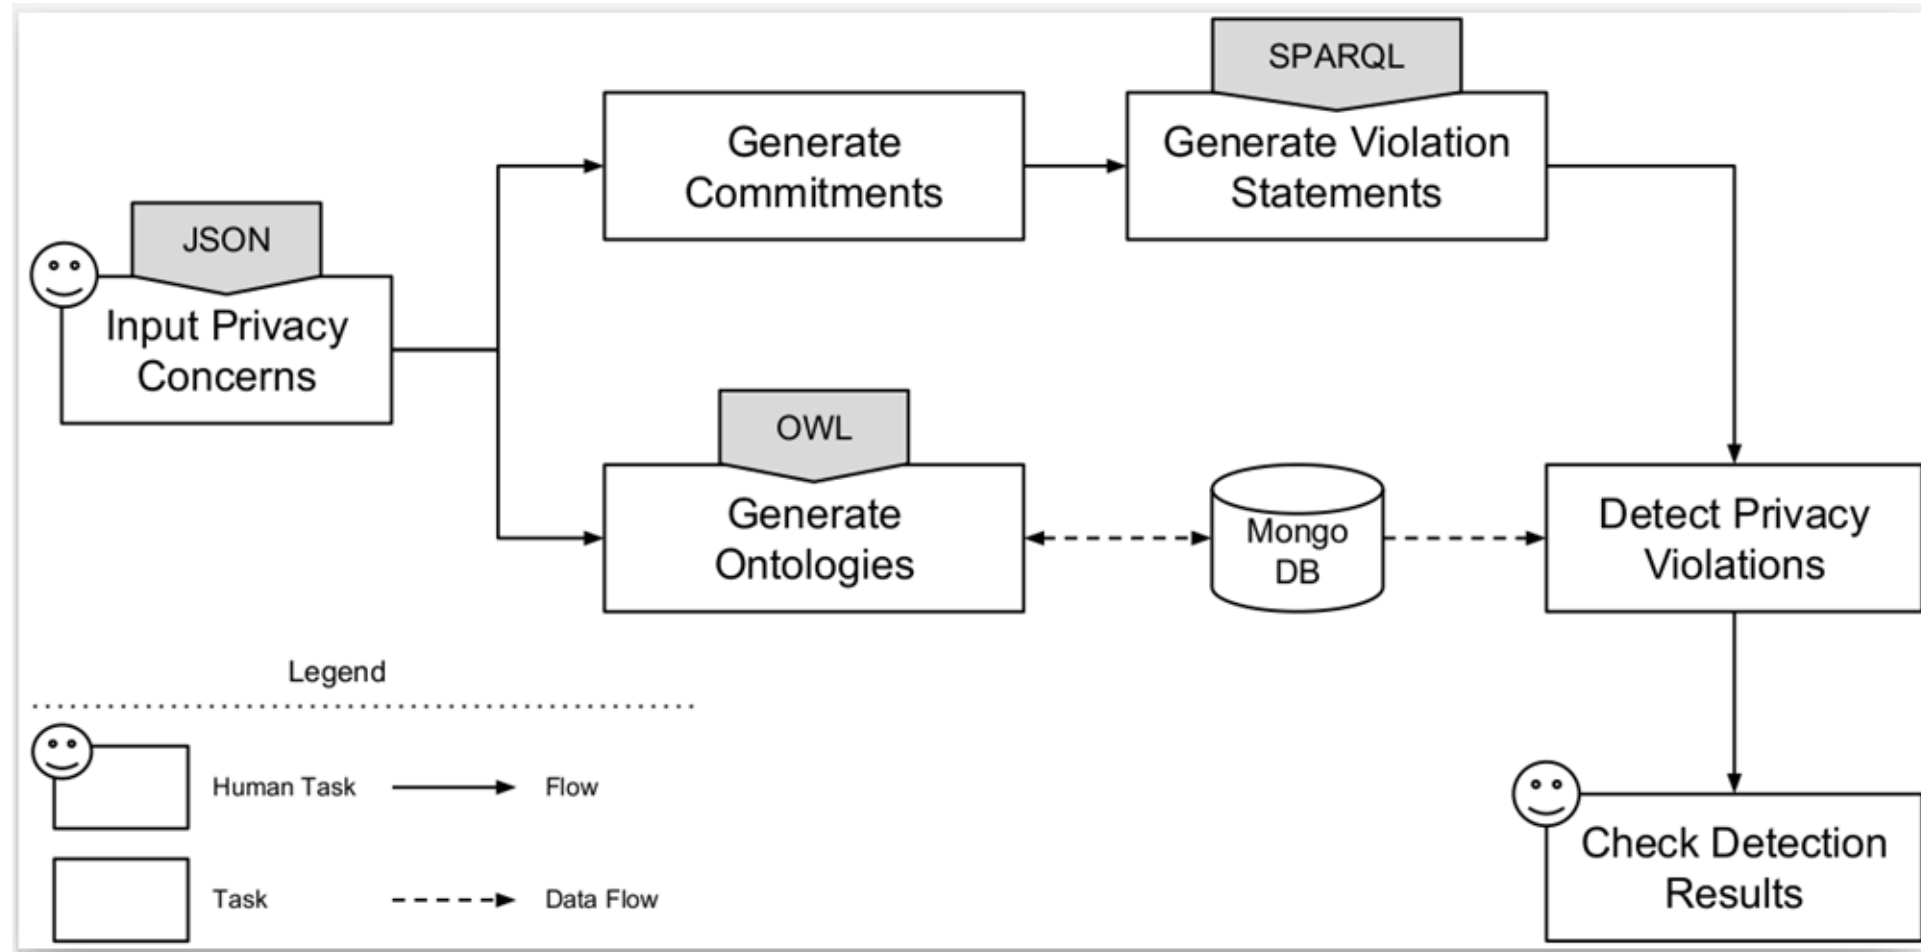 SPARQL
Generate
Commitments
Generate Violation
Statements
JSON
Input Privacy
Concerns
OWL
Generate
Ontologies
Mongo
DB
Detect Privacy
Violations
Legend
Human Task
Flow
Task
Data Flow
Check Detection
Results